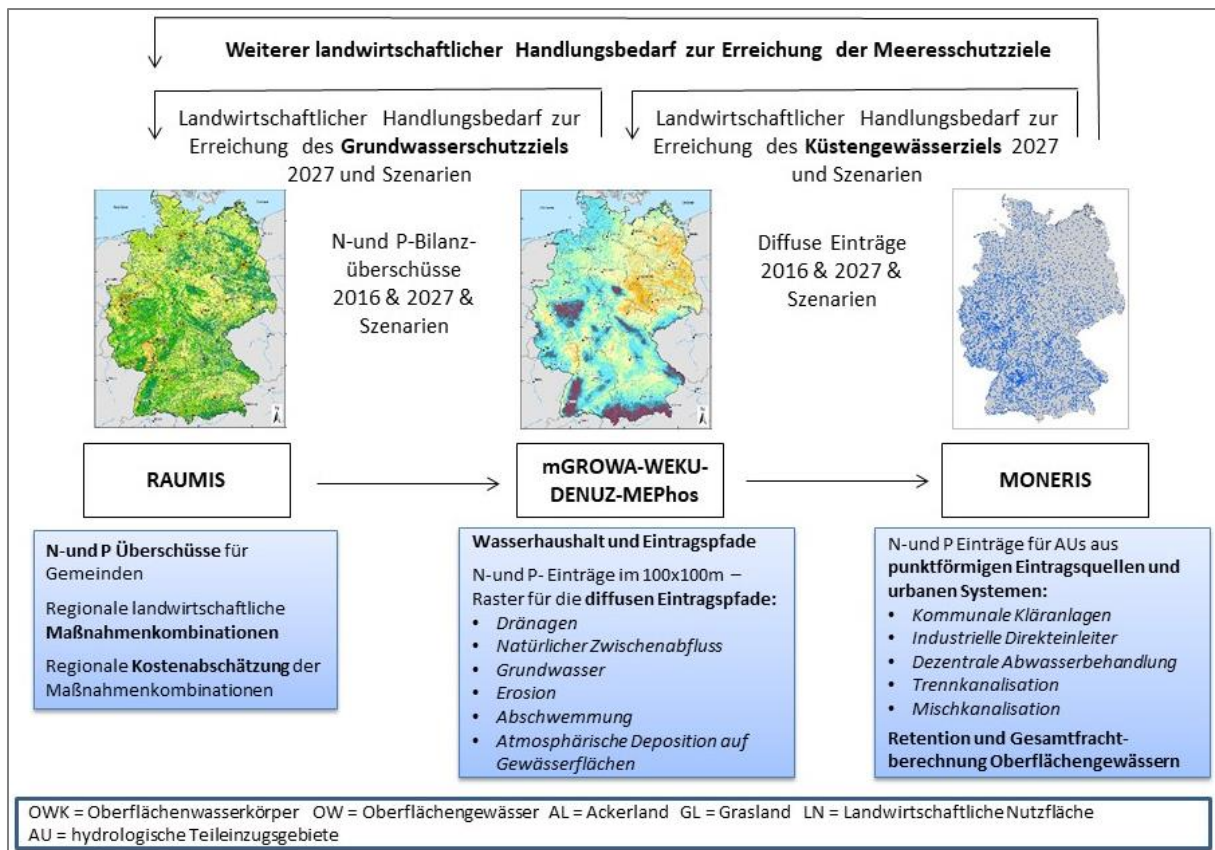 Weiterer landwirtschaftlicher Handlungsbedarf zur Erreichung der Meeresschutzziele
Landwirtschaftlicher Handlungsbedarf zur
Erreichung des Grundwasserschutzziels
2027 und Szenarien
Landwirtschaftlicher Handlungsbedarf zur
Erreichung des Küstengewässerziels 2027
und Szenarien
N-und P-Bilanz-
überschüsse
2016 & 2027 &
Szenarien
Diffuse Einträge
2016 & 2027 &
Szenarien
RAUMIS
mGROWA-WEKU-
DENUZ-MEPhos
MONERIS
N-und P Überschüsse für
Gemeinden
Regionale landwirtschaftliche
Maßnahmenkombinationen
Regionale Kostenabschätzung der
Maßnahmenkombinationen
Wasserhaushalt und Eintragspfade
N-und P- Einträge im 100x100m –
Raster für die diffusen Eintragspfade:
• Dränagen
• Natürlicher Zwischenabfluss
• Grundwasser
• Erosion
• Abschwemmung
• Atmosphärische Deposition auf
Gewässerflächen
N-und P Einträge für AUs aus
punktförmigen Eintragsquellen und
urbanen Systemen:
• Kommunale Kläranlagen
• Industrielle Direkteinleiter
• Dezentrale Abwasserbehandlung
• Trennkanalisation
• Mischkanalisation
Retention und Gesamtfracht-
berechnung Oberflächengewässern
OWK = Oberflächenwasserkörper OW = Oberflächengewässer AL = Ackerland GL = Grasland LN = Landwirtschaftliche Nutzfläche
AU = hydrologische Teileinzugsgebiete